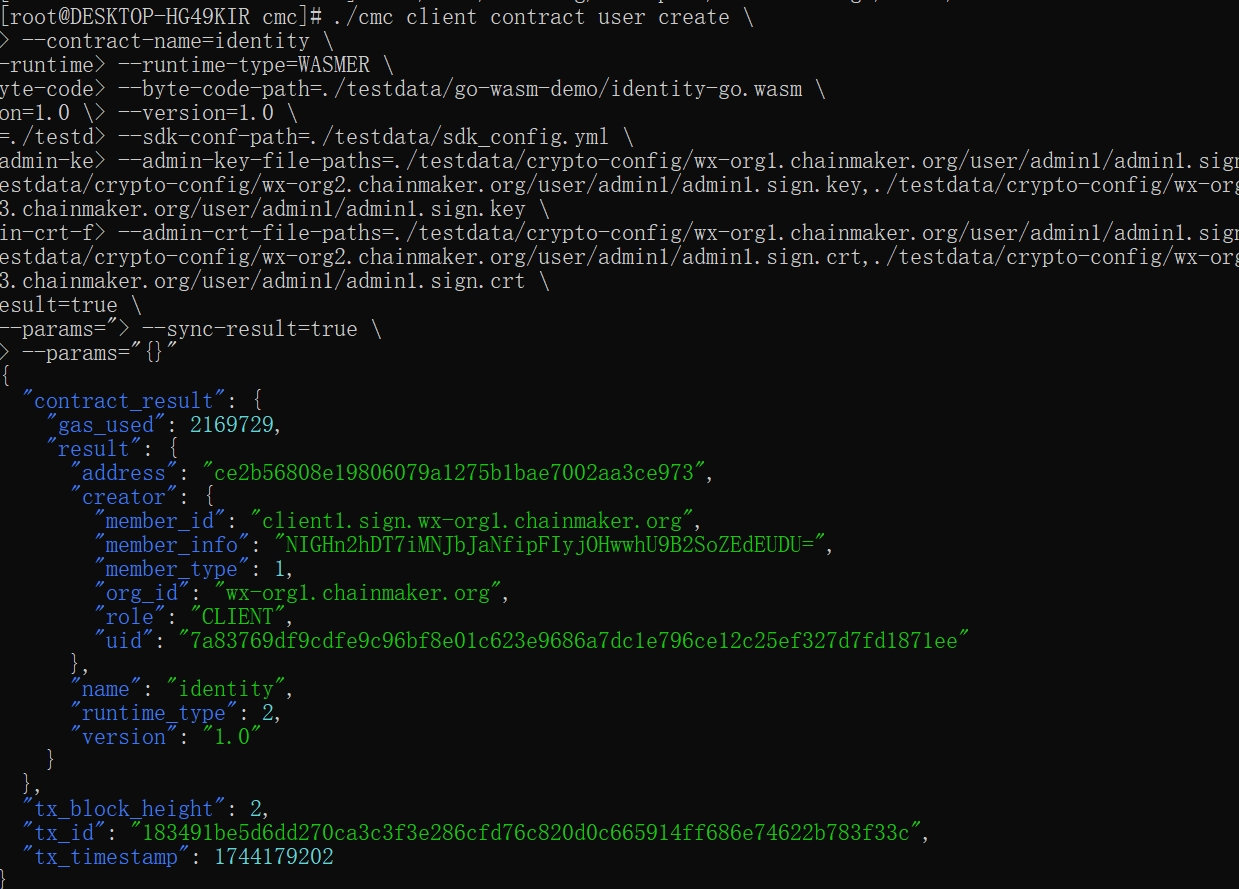 [root@DESKTOP-HG49KIR cmc]# ./cmc client contract user create \
> --contract-name=identity \
-runtime> --runtime-type=WASMER \
yte-code> --byte-code-path=./testdata/go-wasm-demo/identity-go.wasm \
on=1.0 \> --version=1.0 \
=./testd> --sdk-conf-path=./testdata/sdk_config.yml \
admin-ke> --admin-key-file-paths=./testdata/crypto-config/wx-org1.chainmaker.org/user/admin1/admin1.sign
estdata/crypto-config/wx-org2.chainmaker.org/user/admin1/admin1.sign.key,./testdata/crypto-config/wx-org
3.chainmaker.org/user/admin1/admin1.sign.key \
in-crt-f> --admin-crt-file-paths=./testdata/crypto-config/wx-org1.chainmaker.org/user/admin1/admin1.sign
estdata/crypto-config/wx-org2.chainmaker.org/user/admin1/admin1.sign.crt,./testdata/crypto-config/wx-org
3.chainmaker.org/user/admin1/admin1.sign.crt \
esult=true \
--params="> --sync-result=true \
> --params="{}"
{
  "contract_result": {
    "gas_used": 2169729,
    "result": {
      "address": "ce2b56808e19806079a1275b1bae7002aa3ce973",
      "creator": {
        "member_id": "client1.sign.wx-org1.chainmaker.org",
        "member_info": "NIGHn2hDT7iMNJbJaNfipFIyjOHwwhU9B2SoZEdEUDU=",
        "member_type": 1,
        "org_id": "wx-org1.chainmaker.org",
        "role": "CLIENT",
        "uid": "7a83769df9cdfe9c96bf8e01c623e9686a7dc1e796ce12c25ef327d7fd1871ee"
      },
      "name": "identity",
      "runtime_type": 2,
      "version": "1.0"
    }
  },
  "tx_block_height": 2,
  "tx_id": "183491be5d6dd270ca3c3f3e286cfd76c820d0c665914ff686e74622b783f33c",
  "tx_timestamp": 1744179202
}